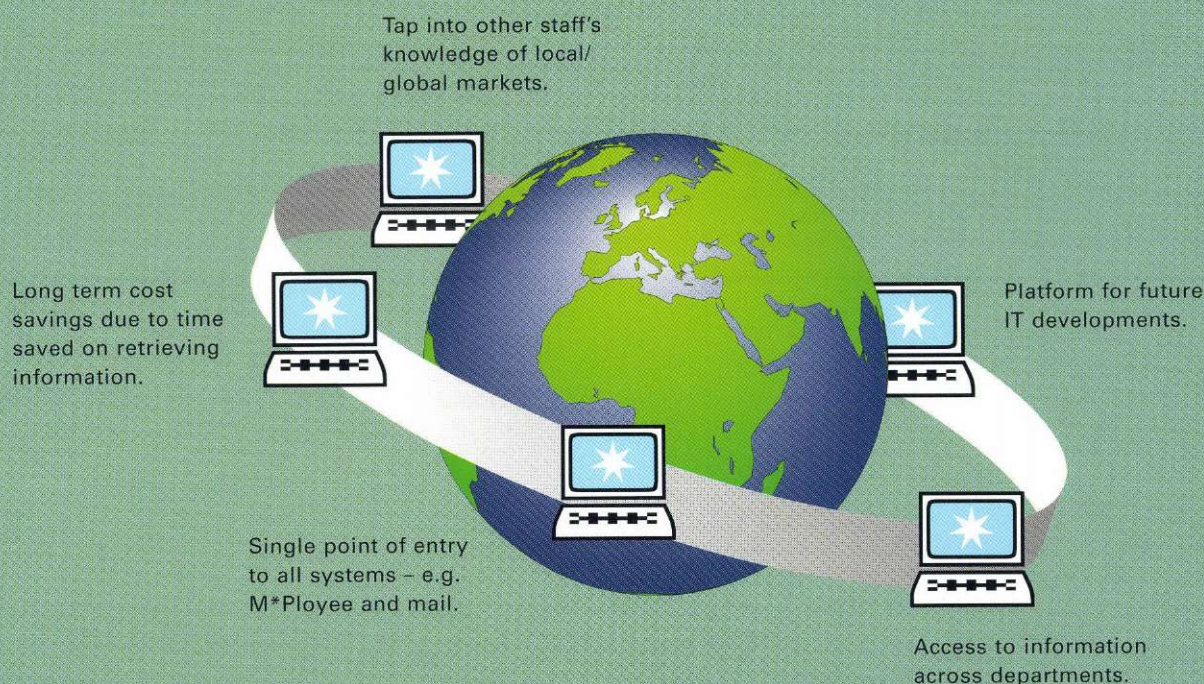 Tap into other staff's
knowledge of local/
global markets.
Long term cost
savings due to time
saved on retrieving
information.
Platform for future
IT developments.
Single point of entry
to all systems – e.g.
M*Ployee and mail.
Access to information
across departments.